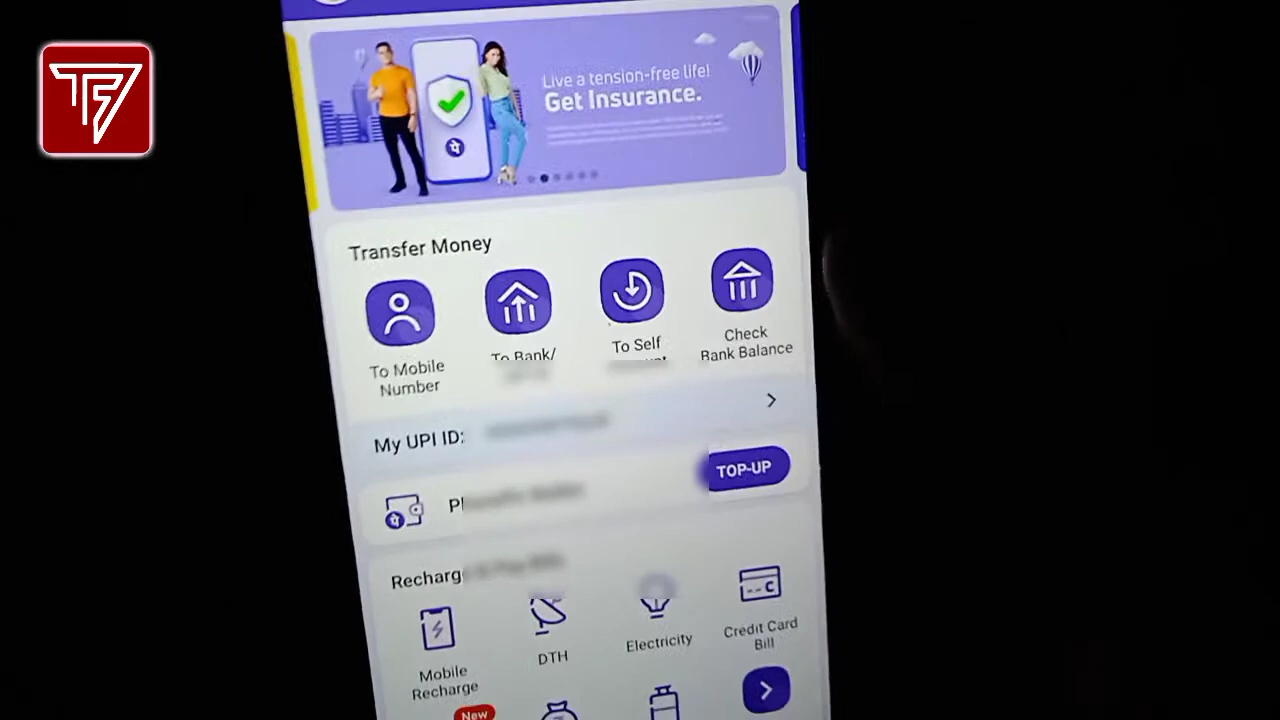 TF
Live a tension-free life!
Get Insurance.
पे
Transfer Money
To Mobile
Number
To Bank/
To Self
Check
Bank Balance
My UPI ID:
पे
TOP-UP
Mobile
Recharge
DTH
Electricity
Credit Card
Bill
New